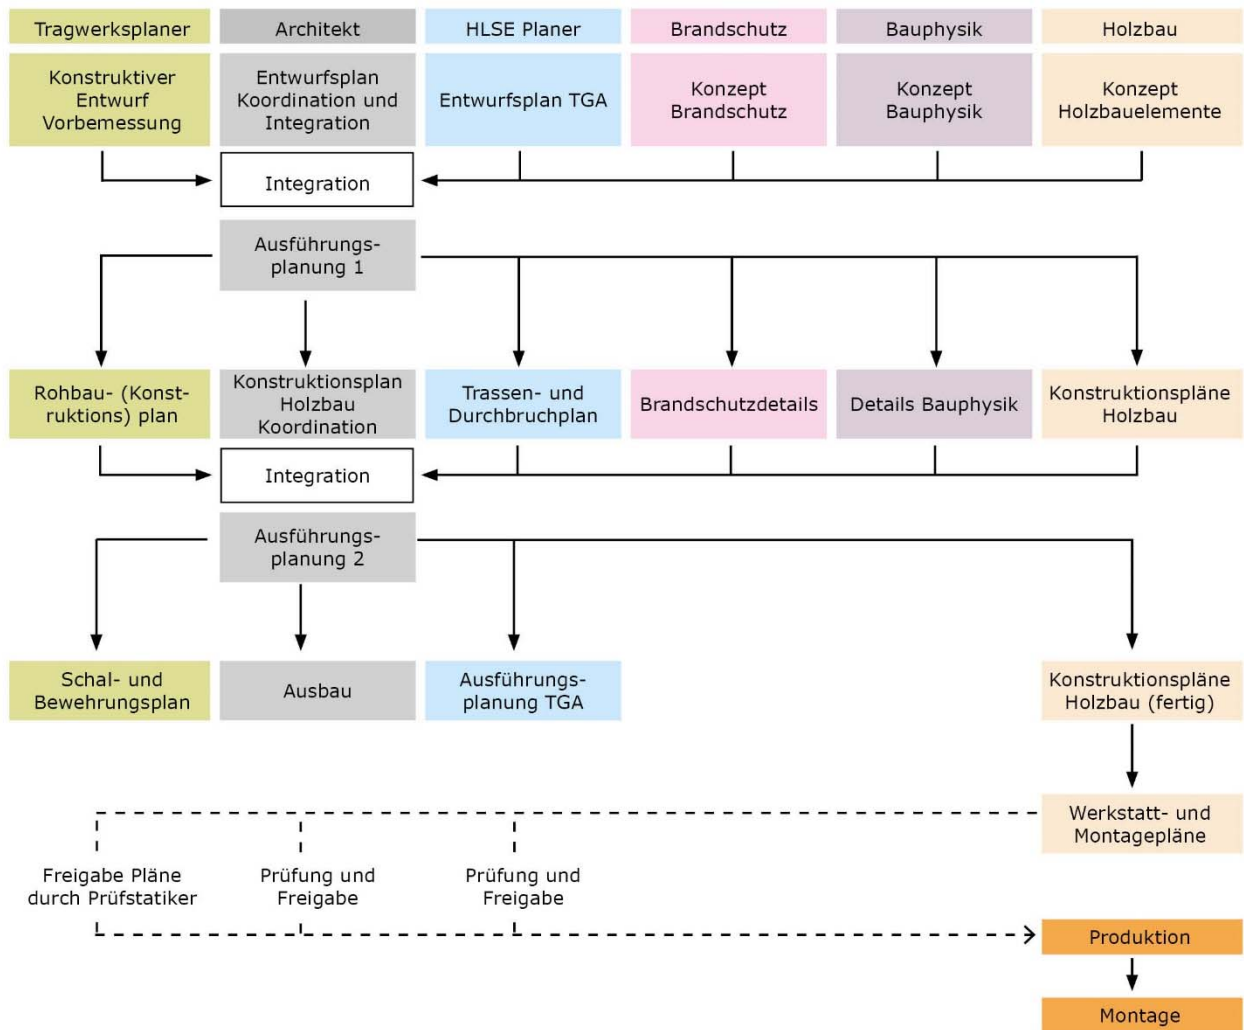 Tragwerksplaner
Architekt
HLSE Planer
Brandschutz
Bauphysik
Holzbau
Konstruktiver
Entwurf
Vorbemessung
Entwurfsplan
Koordination und
Integration
Entwurfsplan TGA
Konzept
Brandschutz
Konzept
Bauphysik
Konzept
Holzbauelemente
Integration
Ausführungs-
planung 1
Rohbau- (Konst-
ruktions) plan
Konstruktionsplan
Holzbau
Koordination
Trassen- und
Durchbruchplan
Brandschutzdetails
Details Bauphysik
Konstruktionspläne
Holzbau
Integration
Ausführungs-
planung 2
Schal- und
Bewehrungsplan
Ausbau
Ausführungs-
planung TGA
Konstruktionspläne
Holzbau (fertig)
Werkstatt- und
Montagepläne
Freigabe Pläne
durch Prüfstatiker
Prüfung und
Freigabe
Prüfung und
Freigabe
Produktion
Montage